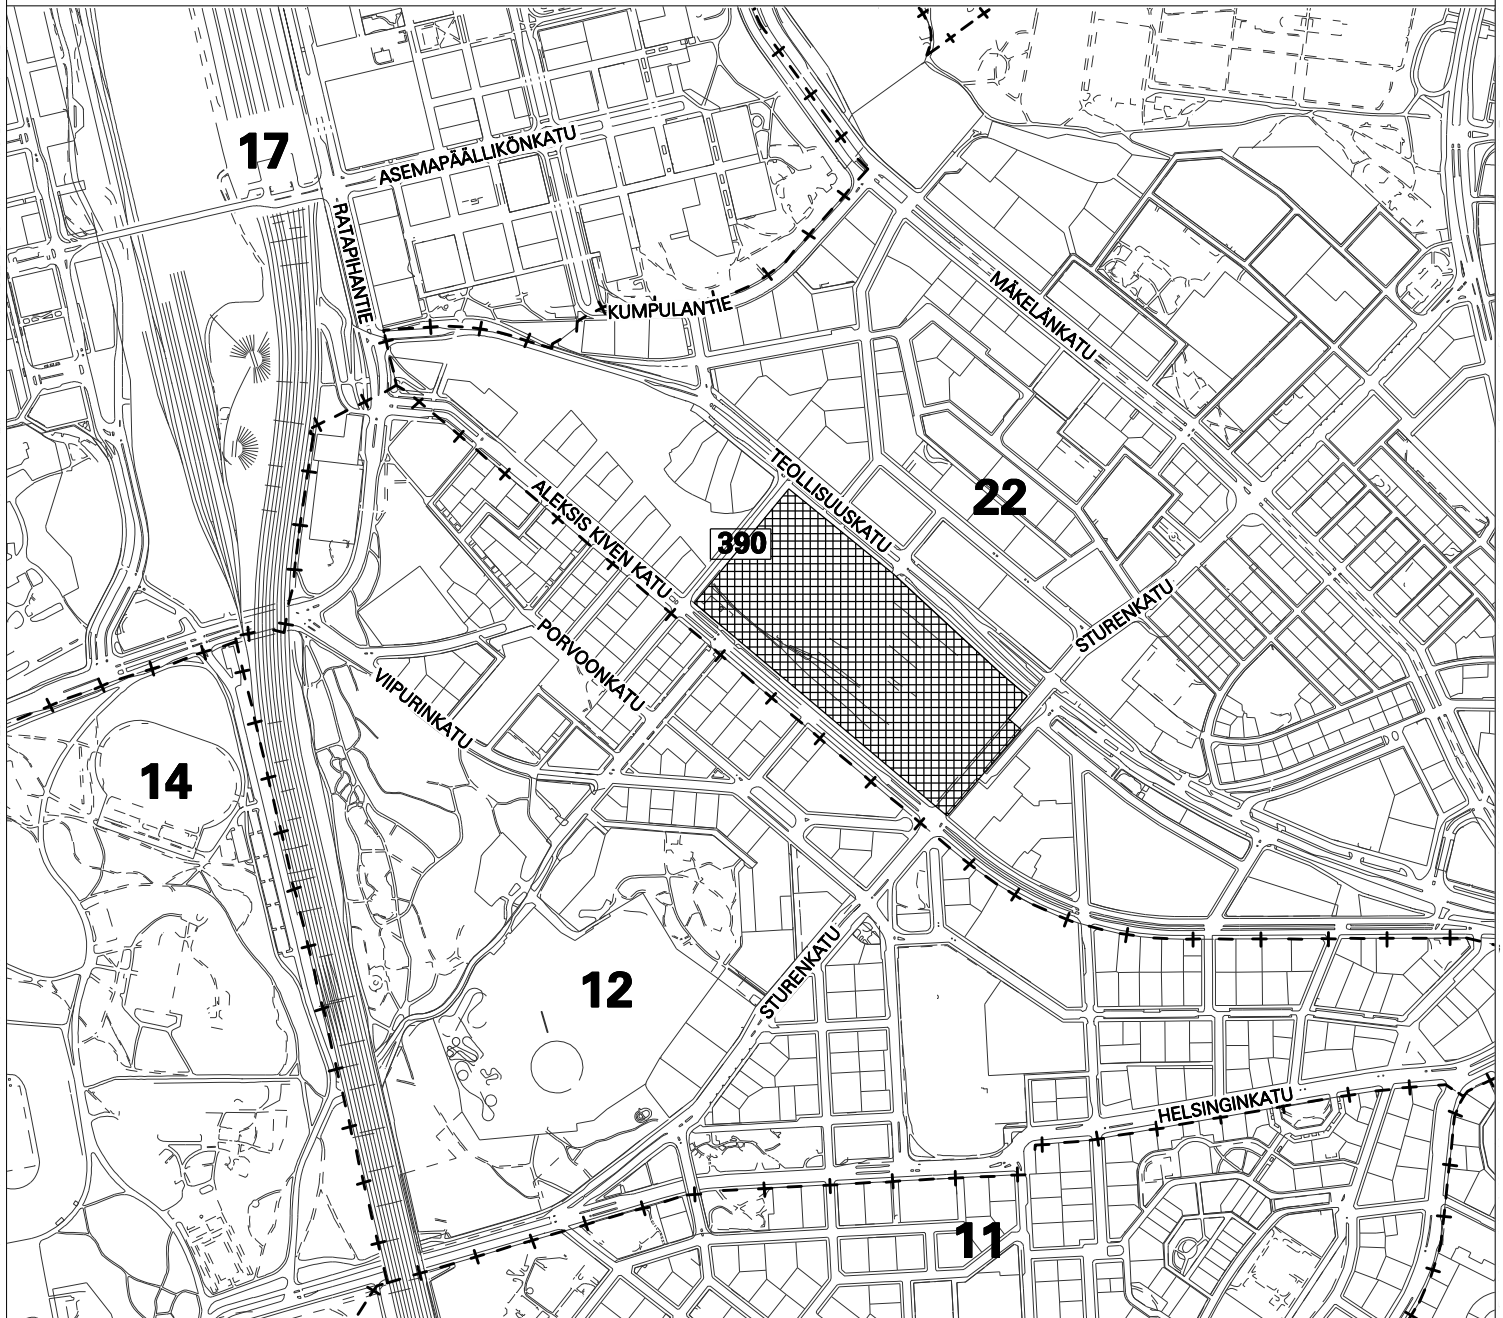 17
ASEMAPÄÄLLIKÖNKATU
RATAPIHANTIE
KUMPULANTIE
MÄKELÄNKATU
TEOLLISUUSKATU
22
ALEKSIS KIVEN KATU
390
STURENKATU
PORVOONKATU
VIIPURINKATU
14
12
STURENKATU
HELSINGINKATU
11